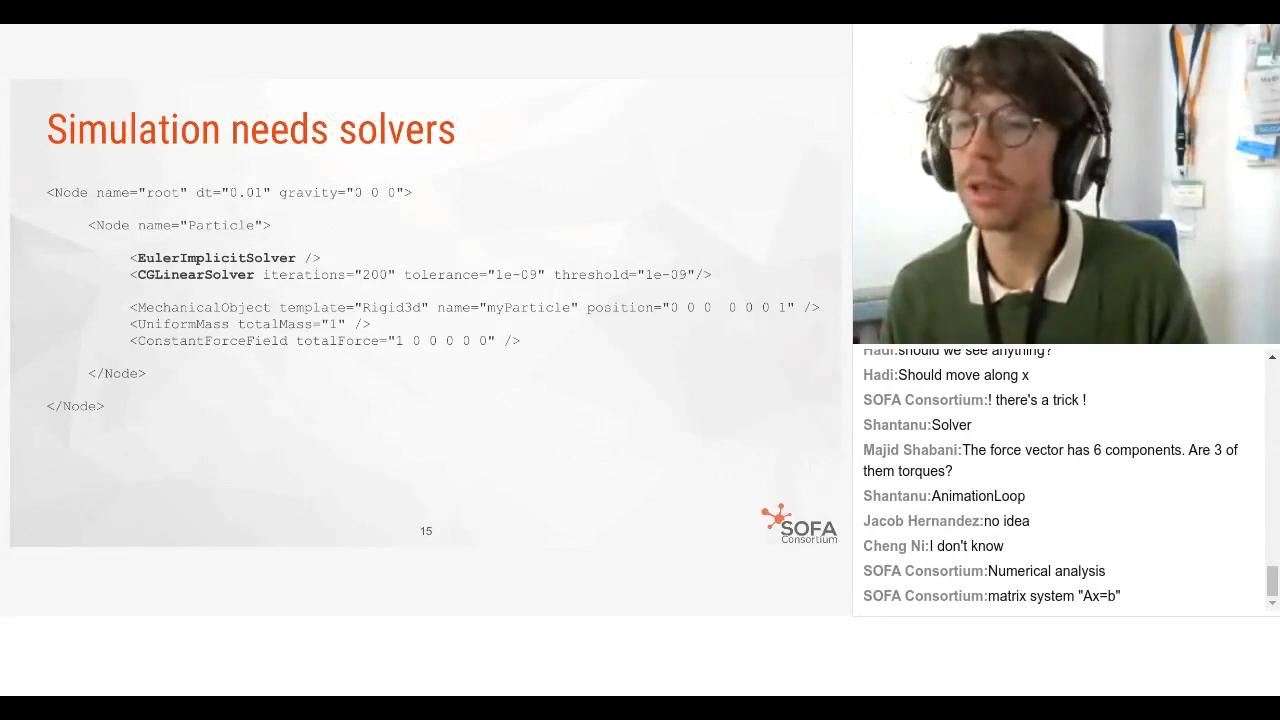 Simulation needs solvers
<Node name="root" dt="0.01" gravity="0 0 0">
<Node name="Particle">
<EulerImplicitSolver />
<CGLinearSolver iterations="200" tolerance="1e-09" threshold="1e-09"/>
<MechanicalObject template="Rigid3d" name="myParticle" position="0 0 0  0 0 0 1" />
<UniformMass totalMass="1" />
<ConstantForceField totalForce="1 0 0 0 0 0" />
</Node>
</Node>
15
SOFA
Consortium
Hadi:should we see anything?
Hadi:Should move along x
SOFA Consortium:! there's a trick !
Shantanu:Solver
Majid Shabani:The force vector has 6 components. Are 3 of
them torques?
Shantanu:AnimationLoop
Jacob Hernandez:no idea
Cheng Ni:I don't know
SOFA Consortium:Numerical analysis
SOFA Consortium:matrix system "Ax=b"